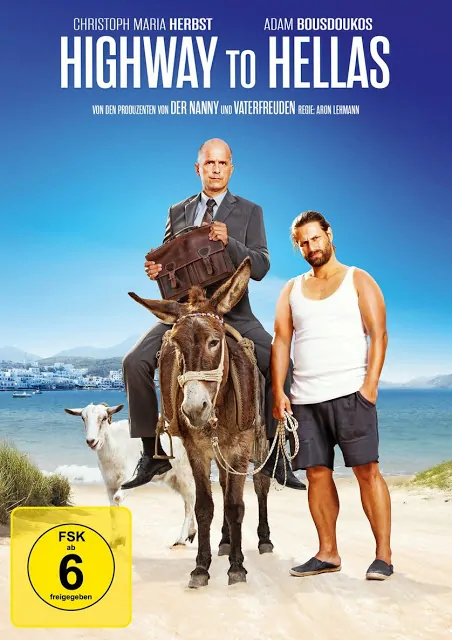 CHRISTOPH MARIA HERBST ADAM BOUSDOUKOS
HIGHWAY TO HELLAS
VON DEN PRODUZENTEN VON DER NANNY UND VATERFREUDEN REGIE: ARON LEHMANN
FSK
ab
6
freigegeben